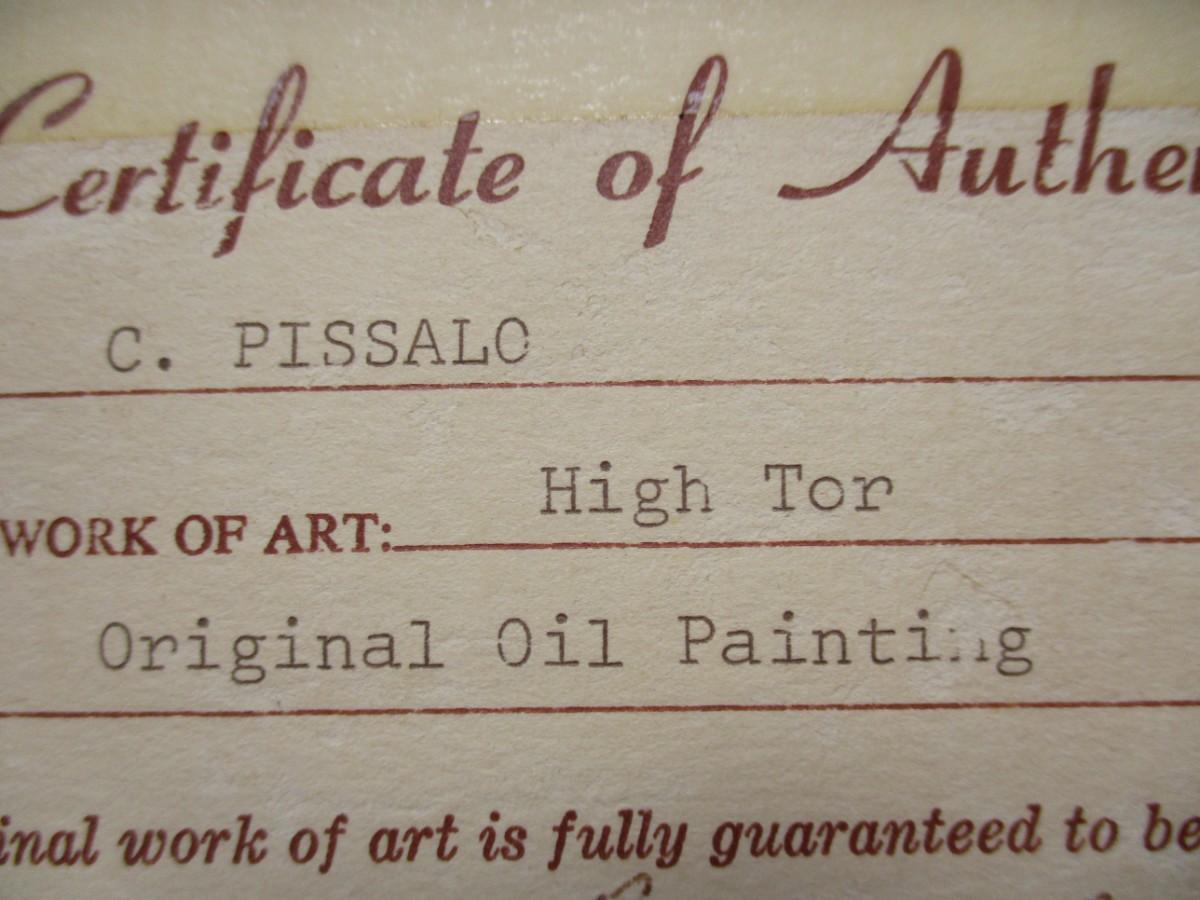 Certificate of Authen
C. PISSALO
High Tor
WORK OF ART:
Original Oil Painting
inal work of art is fully guaranteed to be